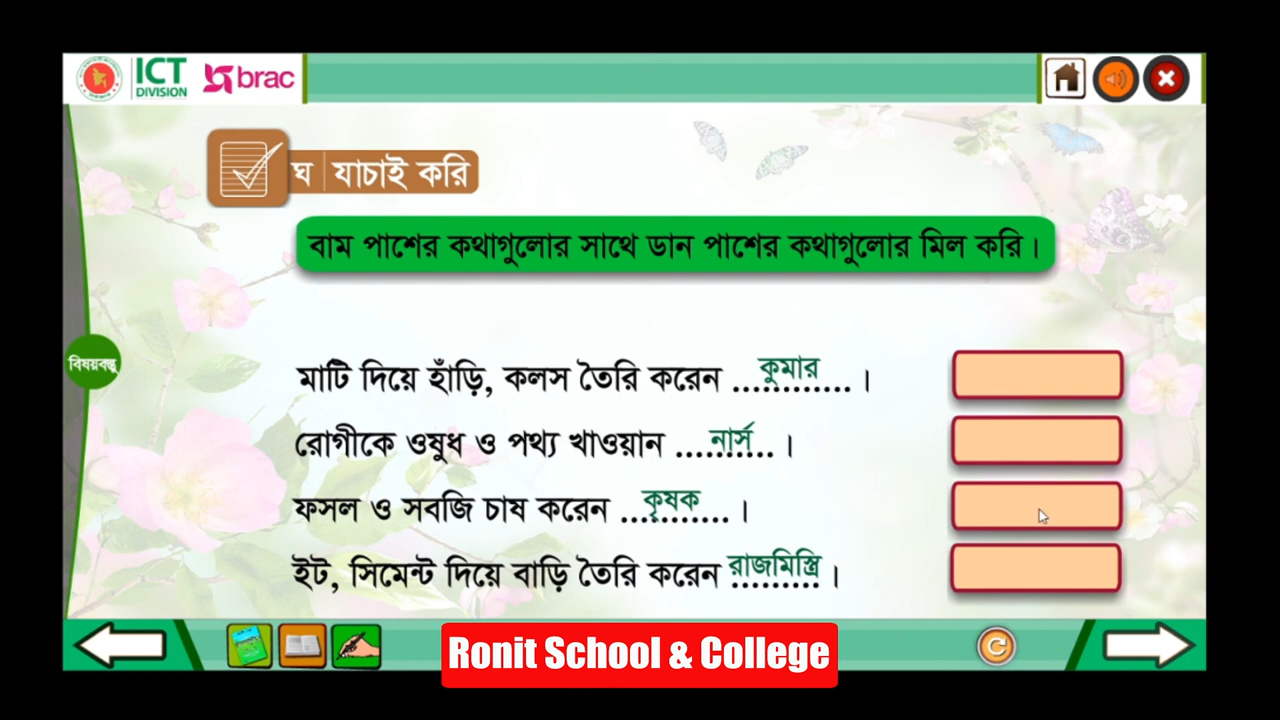 ICT
DIVISION
brac
ঘ যাচাই করি
বাম পাশের কথাগুলোর সাথে ডান পাশের কথাগুলোর মিল করি।
বিষয়বস্তু
মাটি দিয়ে হাঁড়ি, কলস তৈরি করেন ...কুমার... ।
রোগীকে ওষুধ ও পথ্য খাওয়ান ...নার্স... ।
ফসল ও সবজি চাষ করেন ...কৃষক... ।
ইট, সিমেন্ট দিয়ে বাড়ি তৈরি করেন ...রাজমিস্ত্রি... ।
Ronit School & College